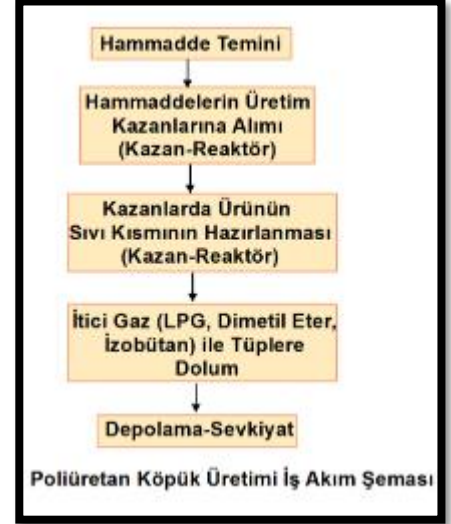 Hammadde Temini
Hammaddelerin Üretim
Kazanlarına Alımı
(Kazan-Reaktör)
Kazanlarda Ürünün
Sıvı Kısmının Hazırlanması
(Kazan-Reaktör)
İtici Gaz (LPG, Dimetil Eter,
İzobütan) ile Tüplere
Dolum
Depolama-Sevkiyat
Poliüretan Köpük Üretimi İş Akım Şeması